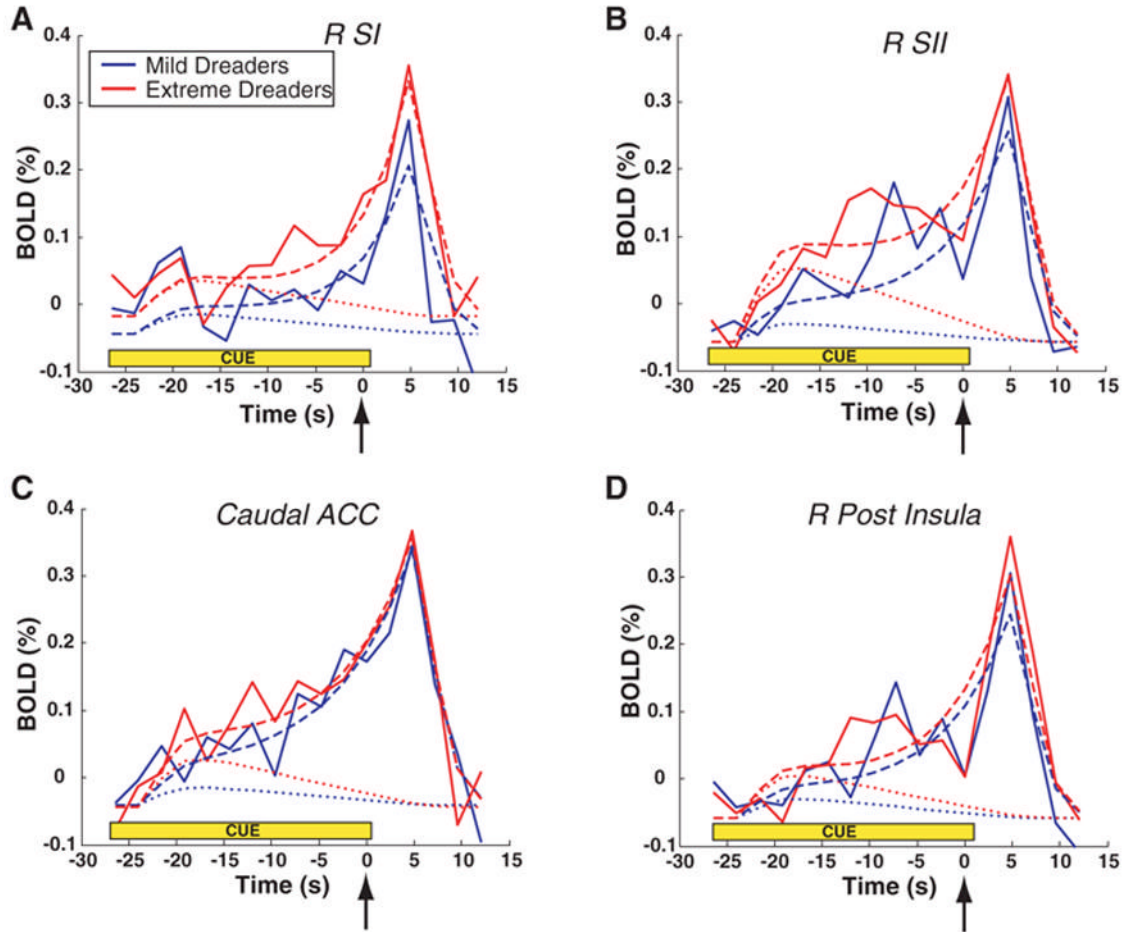 A
R SI
Mild Dreaders
Extreme Dreaders
BOLD (%)
0.4
0.3
0.2
0.1
0
-0.1
CUE
-30 -25 -20 -15 -10 -5 0 5 10 15
Time (s)
B
R SII
BOLD (%)
0.4
0.3
0.2
0.1
0
-0.1
CUE
-30 -25 -20 -15 -10 -5 0 5 10 15
Time (s)
C
Caudal ACC
BOLD (%)
0.4
0.3
0.2
0.1
0
-0.1
CUE
-30 -25 -20 -15 -10 -5 0 5 10 15
Time (s)
D
R Post Insula
BOLD (%)
0.4
0.3
0.2
0.1
0
-0.1
CUE
-30 -25 -20 -15 -10 -5 0 5 10 15
Time (s)